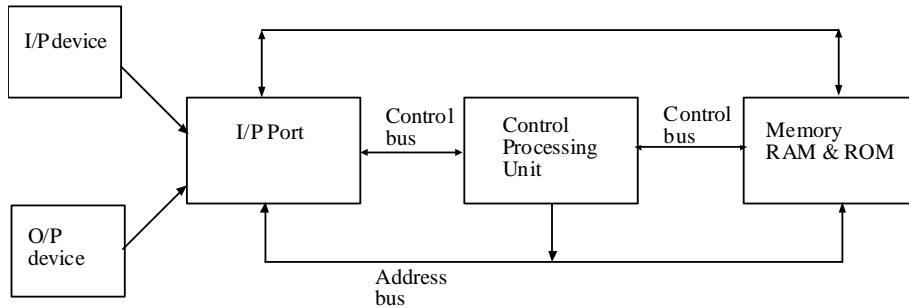 I/P device
I/P Port
Control
bus
Control
Processing
Unit
Control
bus
Memory
RAM & ROM
O/P
device
Address
bus